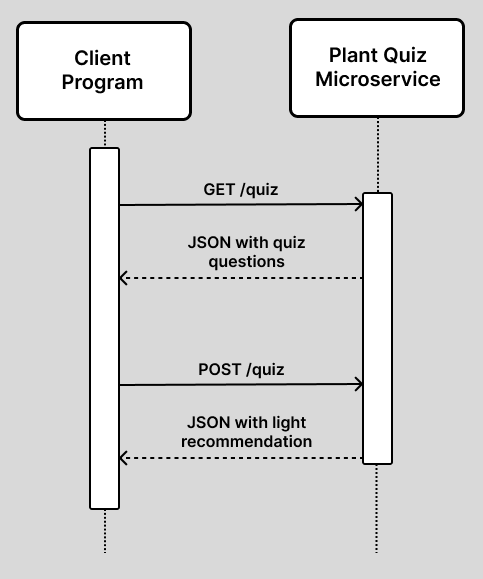 Client
Program
Plant Quiz
Microservice
GET /quiz
JSON with quiz
questions
POST /quiz
JSON with light
recommendation